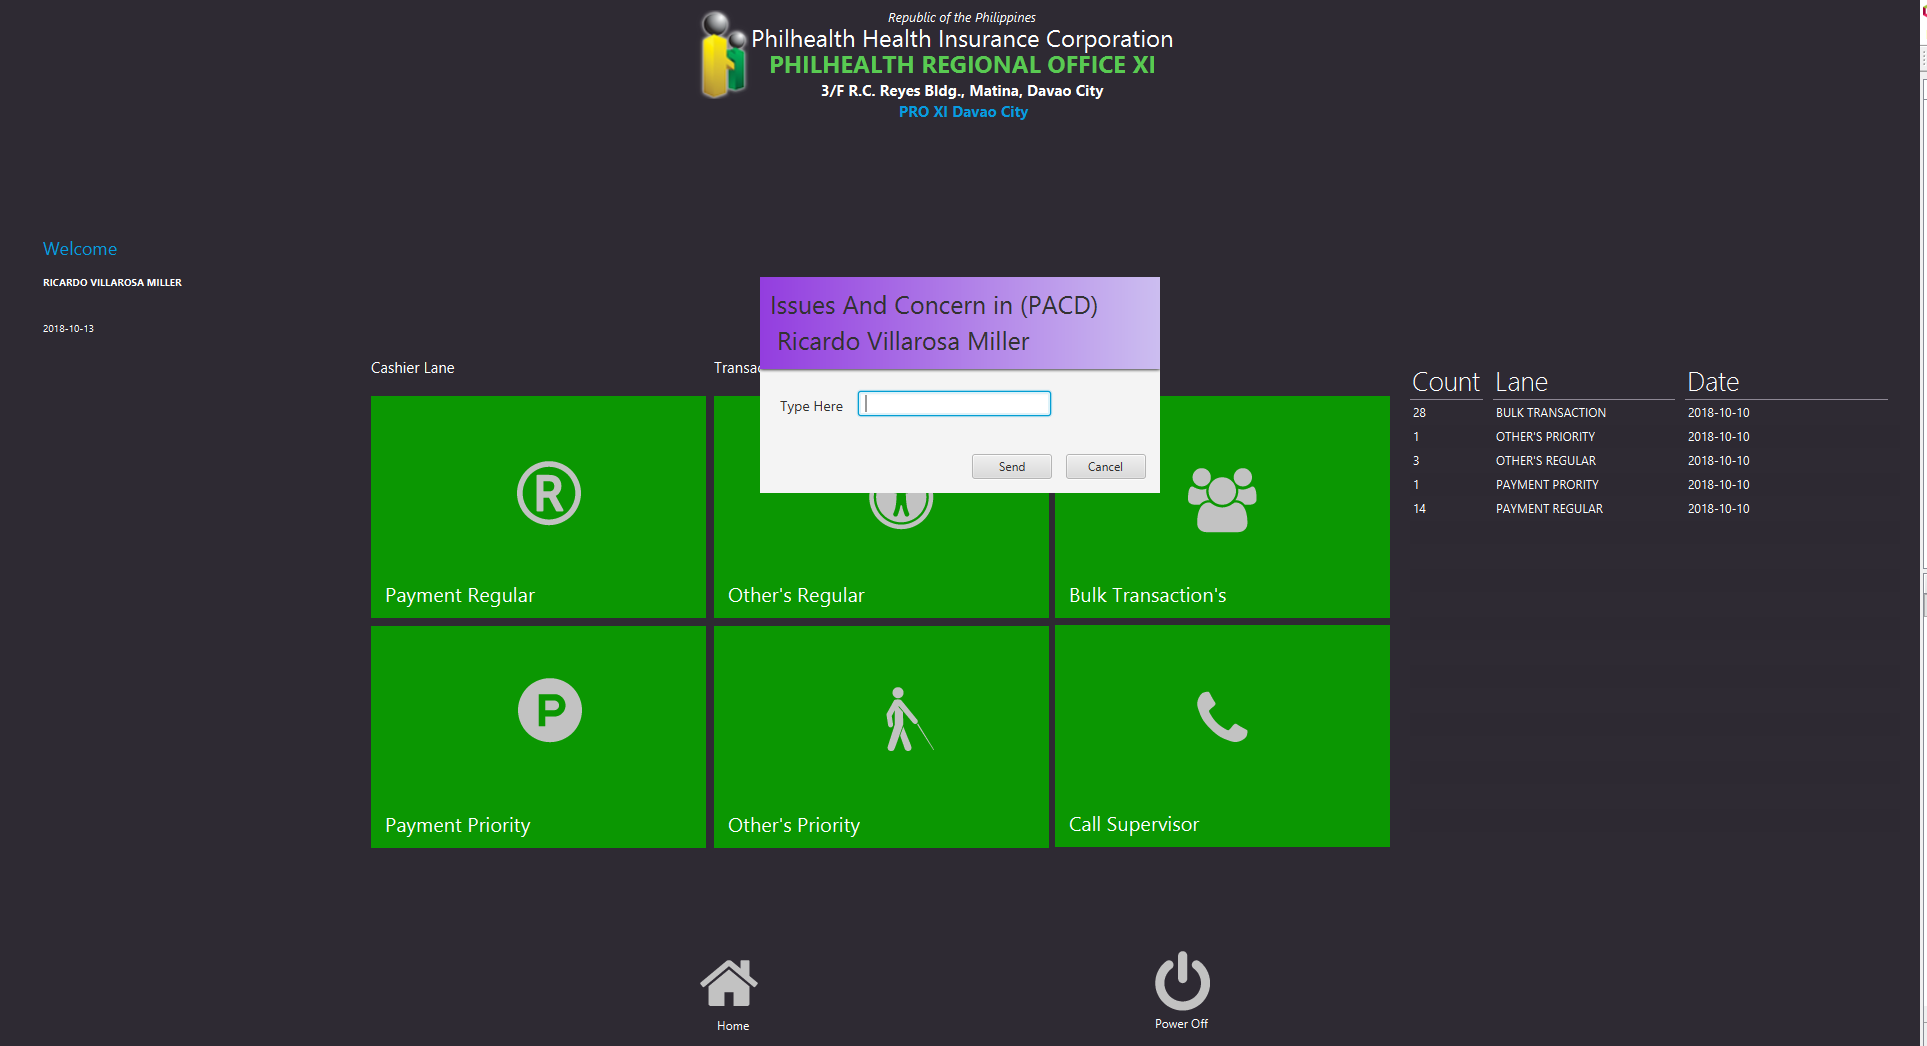 Republic of the Philippines
Philhealth Health Insurance Corporation
PHILHEALTH REGIONAL OFFICE XI
3/F R.C. Reyes Bldg., Matina, Davao City
PRO XI Davao City
Welcome
RICARDO VILLAROSA MILLER
2018-10-13
Issues And Concern in (PACD)
Ricardo Villarosa Miller
Type Here
Send Cancel
Cashier Lane
Payment Regular
Other's Regular
Bulk Transaction's
Payment Priority
Other's Priority
Call Supervisor
Count Lane Date
28 BULK TRANSACTION 2018-10-10
1 OTHER'S PRIORITY 2018-10-10
3 OTHER'S REGULAR 2018-10-10
1 PAYMENT PRORITY 2018-10-10
14 PAYMENT REGULAR 2018-10-10
Home
Power Off